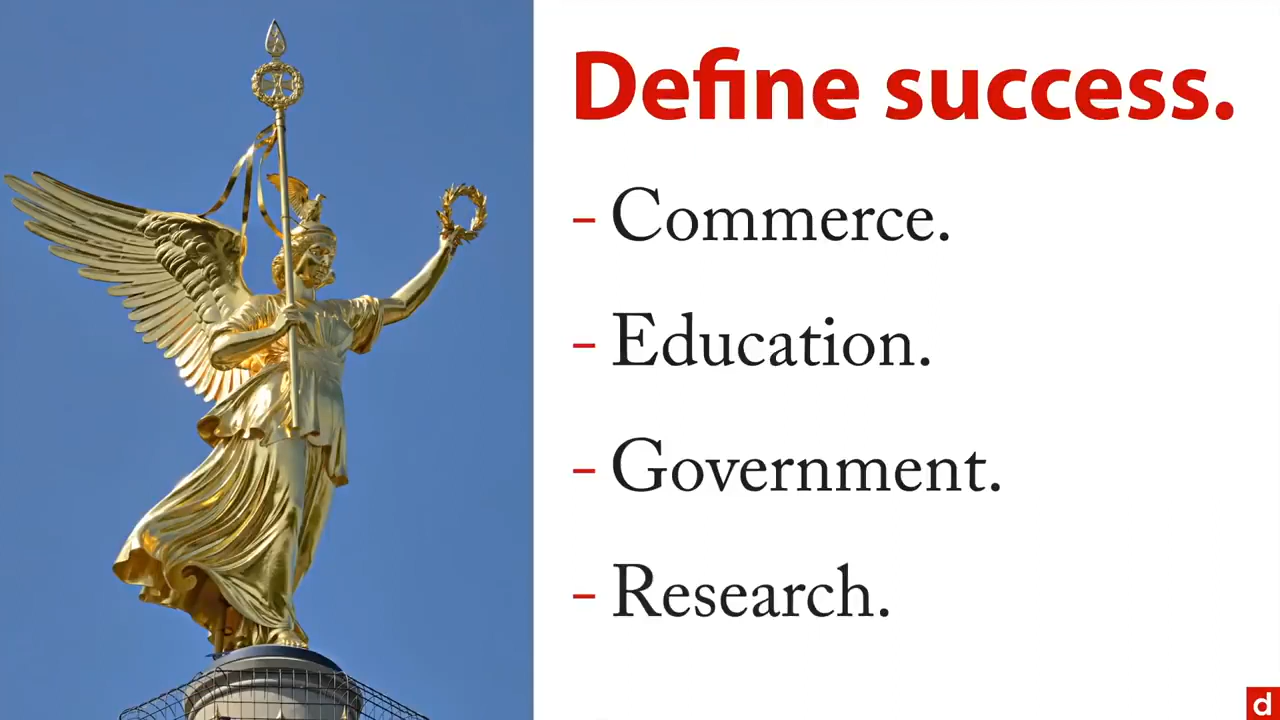 Define success.
– Commerce.
– Education.
– Government.
– Research.
d